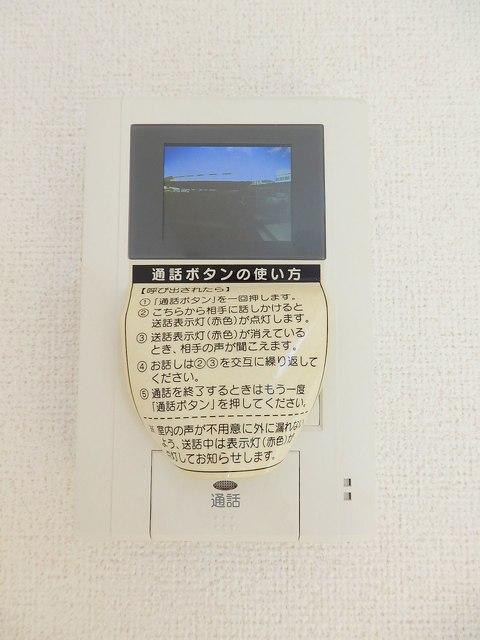 通話ボタンの使い方
【呼び出されたら】
①「通話ボタン」を一回押します。
②こちらから相手に話しかけると
送話表示灯(赤色)が点灯します。
③送話表示灯(赤色)が消えている
とき、相手の声が聞こえます。
④お話しは②③を交互に繰り返して
ください。
⑤通話を終了するときはもう一度
「通話ボタン」を押してください。
※室内の声が不用意に外に漏れない
よう、送話中は表示灯(赤色)が
点灯してお知らせします。
通話